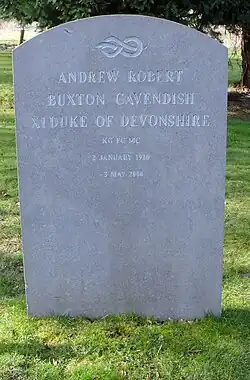 ANDREW ROBERT
BUXTON CAVENDISH
XI DUKE OF DEVONSHIRE
KG PC MC
2 JANUARY 1920
- 3 MAY 2004